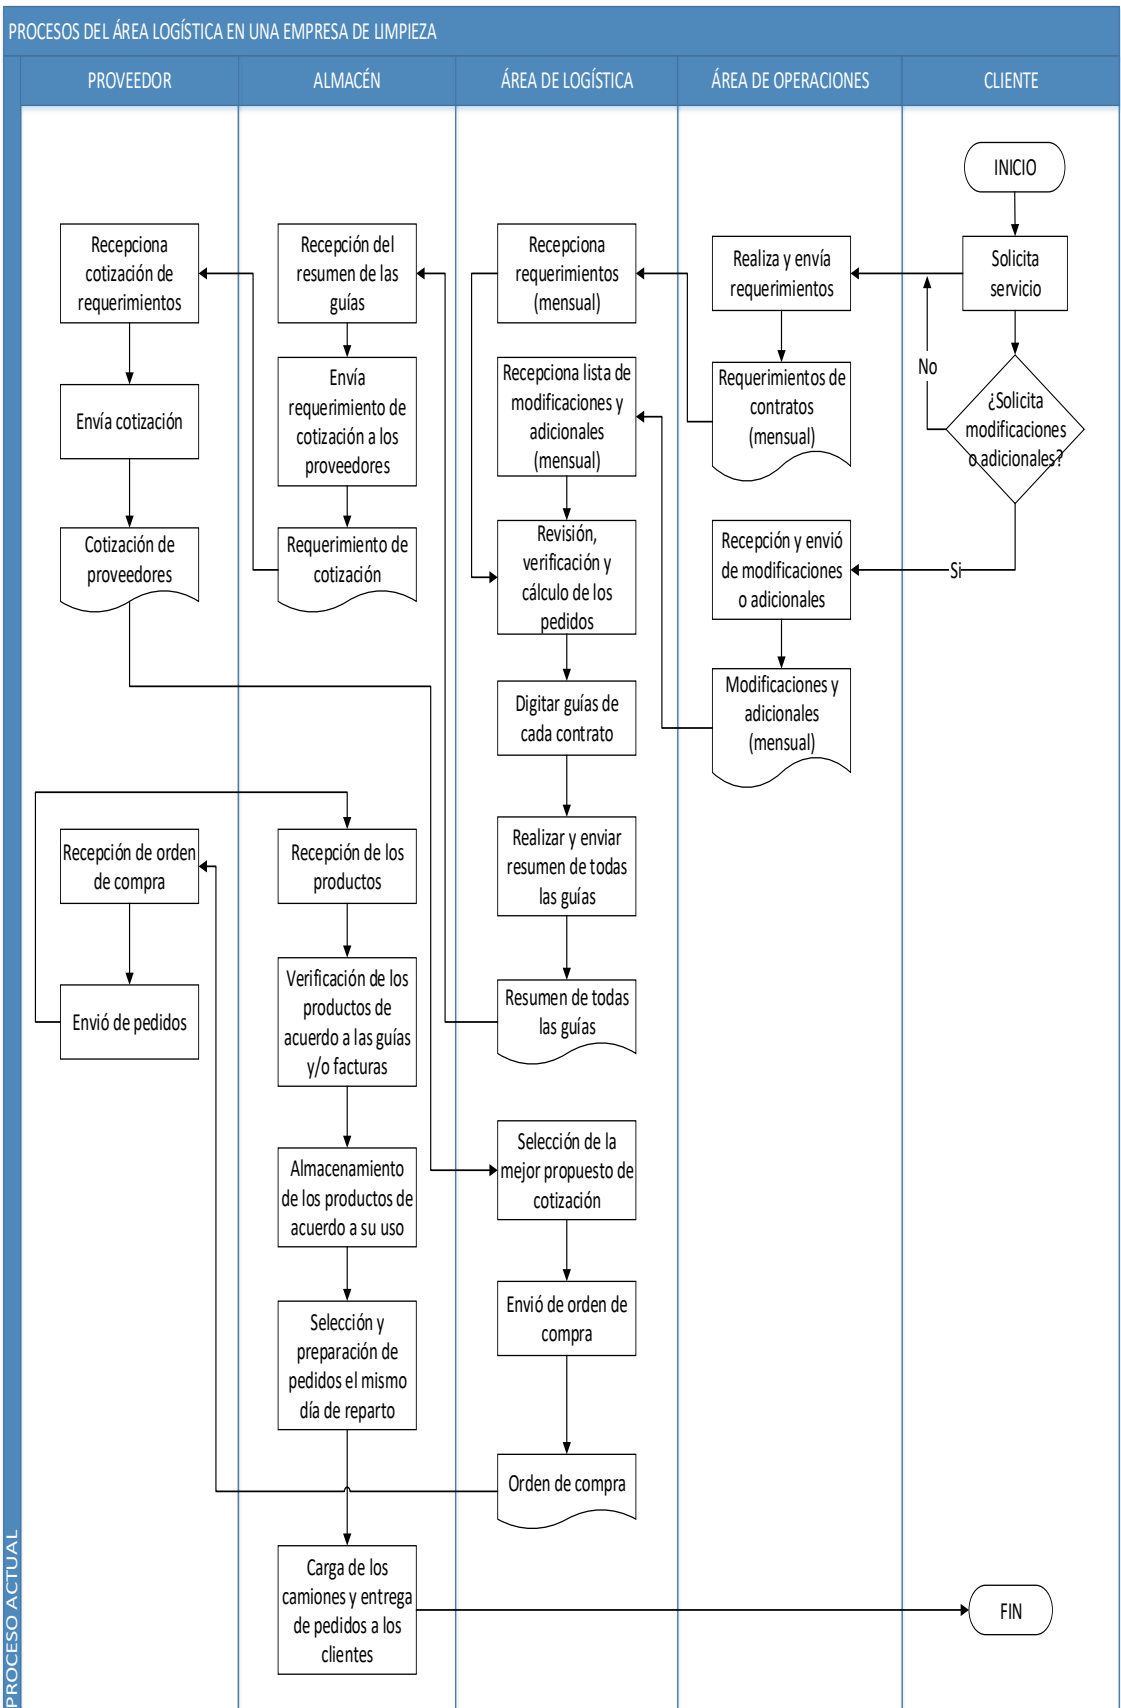 PROCESOS DEL ÁREA LOGÍSTICA EN UNA EMPRESA DE LIMPIEZA
PROVEEDOR
ALMACÉN
ÁREA DE LOGÍSTICA
ÁREA DE OPERACIONES
CLIENTE
INICIO
Solicita
servicio
¿Solicita
modificaciones
o adicionales?
No
Si
Realiza y envía
requerimientos
Requerimientos de
contratos
(mensual)
Recepción y envió
de modificaciones
o adicionales
Modificaciones y
adicionales
(mensual)
Recepciona
requerimientos
(mensual)
Recepciona lista de
modificaciones y
adicionales
(mensual)
Revisión,
verificación y
cálculo de los
pedidos
Digitar guías de
cada contrato
Realizar y enviar
resumen de todas
las guías
Resumen de todas
las guías
Recepción del
resumen de las
guías
Envía
requerimiento de
cotización a los
proveedores
Requerimiento de
cotización
Recepciona
cotización de
requerimientos
Envía cotización
Cotización de
proveedores
Selección de la
mejor propuesto de
cotización
Envió de orden de
compra
Orden de compra
Recepción de orden
de compra
Envió de pedidos
Recepción de los
productos
Verificación de los
productos de
acuerdo a las guías
y/o facturas
Almacenamiento
de los productos de
acuerdo a su uso
Selección y
preparación de
pedidos el mismo
día de reparto
Carga de los
camiones y entrega
de pedidos a los
clientes
FIN
PROCESO ACTUAL